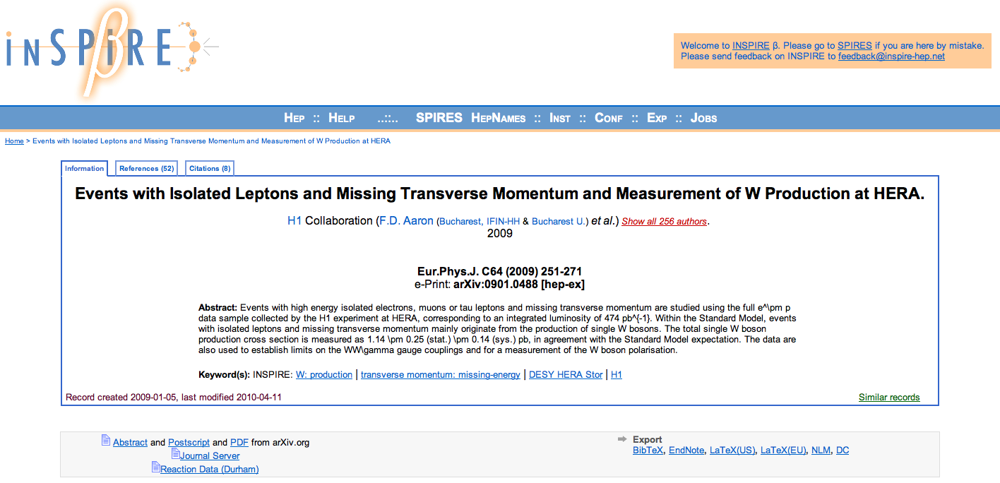 inSPβiRE
Welcome to INSPIRE β. Please go to SPIRES if you are here by mistake.
Please send feedback on INSPIRE to feedback@inspire-hep.net
HEP :: HELP ..::.. SPIRES HEPNAMES :: INST :: CONF :: EXP :: JOBS
Home > Events with Isolated Leptons and Missing Transverse Momentum and Measurement of W Production at HERA
Information References (52) Citations (8)
Events with Isolated Leptons and Missing Transverse Momentum and Measurement of W Production at HERA.
H1 Collaboration (F.D. Aaron (Bucharest, IFIN-HH & Bucharest U.) et al.) Show all 256 authors.
2009
Eur.Phys.J. C64 (2009) 251-271
e-Print: arXiv:0901.0488 [hep-ex]
Abstract: Events with high energy isolated electrons, muons or tau leptons and missing transverse momentum are studied using the full e^\pm p
data sample collected by the H1 experiment at HERA, corresponding to an integrated luminosity of 474 pb^{-1}. Within the Standard Model, events
with isolated leptons and missing transverse momentum mainly originate from the production of single W bosons. The total single W boson
production cross section is measured as 1.14 \pm 0.25 (stat.) \pm 0.14 (sys.) pb, in agreement with the Standard Model expectation. The data are
also used to establish limits on the WW\gamma gauge couplings and for a measurement of the W boson polarisation.
Keyword(s): INSPIRE: W: production | transverse momentum: missing-energy | DESY HERA Stor | H1
Record created 2009-01-05, last modified 2010-04-11
Similar records
Abstract and Postscript and PDF from arXiv.org
Journal Server
Reaction Data (Durham)
Export
BibTeX, EndNote, LaTeX(US), LaTeX(EU), NLM, DC